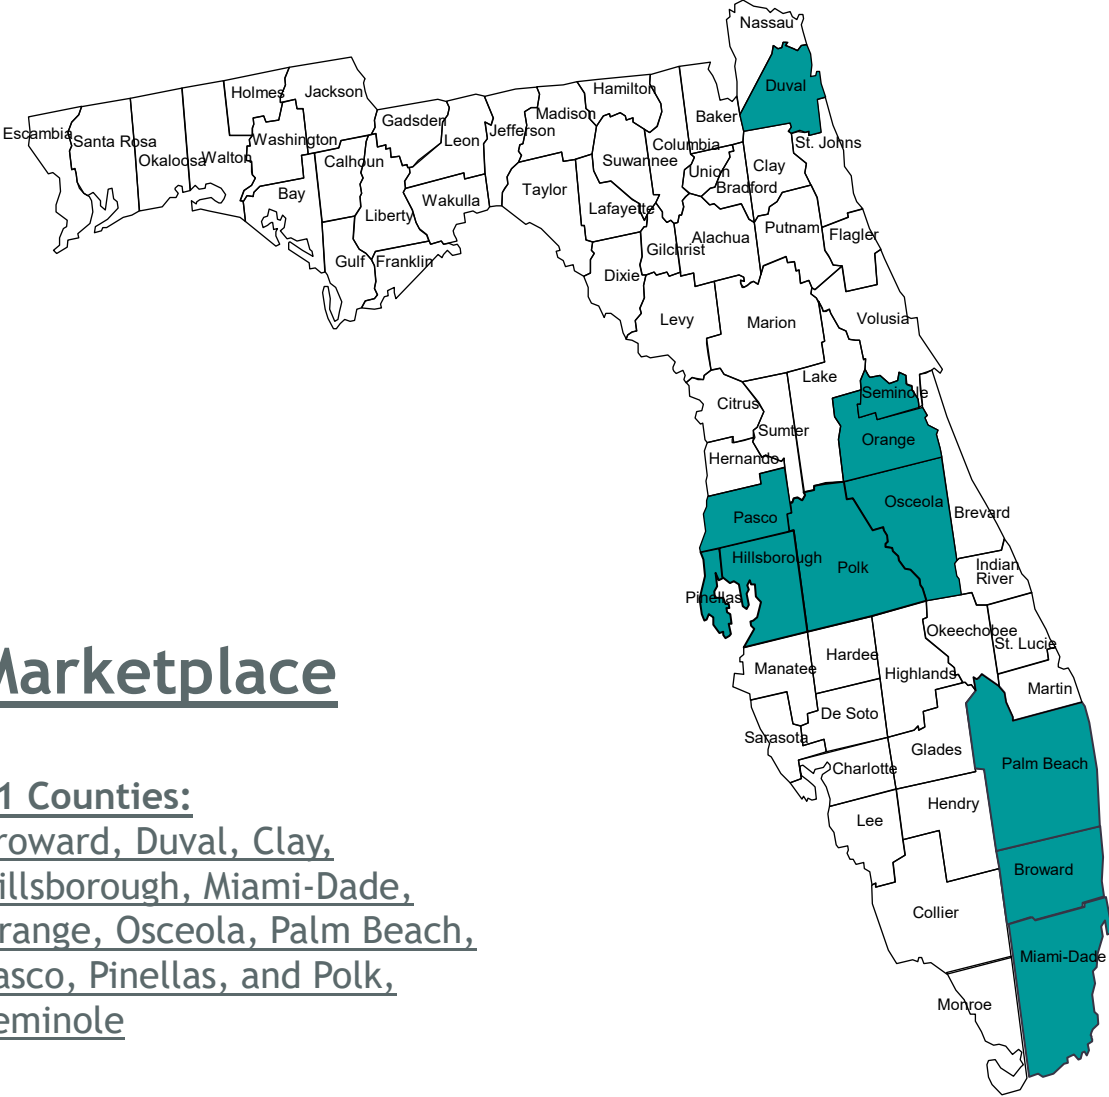 Nassau
Duval
Holmes
Jackson
Hamilton
Escambia
Santa Rosa
Okaloosa
Walton
Washington
Gadsden
Leon
Jefferson
Madison
Baker
Columbia
St. Johns
Calhoun
Suwannee
Union
Clay
Bradford
Bay
Liberty
Wakulla
Taylor
Lafayette
Gulf
Franklin
Dixie
Gilchrist
Alachua
Putnam
Flagler
Levy
Marion
Volusia
Lake
Citrus
Sumter
Seminole
Orange
Hernando
Pasco
Osceola
Brevard
Hillsborough
Polk
Pinellas
Indian
River
Okeechobee
St. Lucie
Manatee
Hardee
Highlands
Martin
De Soto
Sarasota
Glades
Charlotte
Palm Beach
Hendry
Lee
Broward
Collier
Miami-Dade
Monroe
Marketplace
1 Counties:
roward, Duval, Clay,
illsborough, Miami-Dade,
range, Osceola, Palm Beach,
asco, Pinellas, and Polk,
eminole